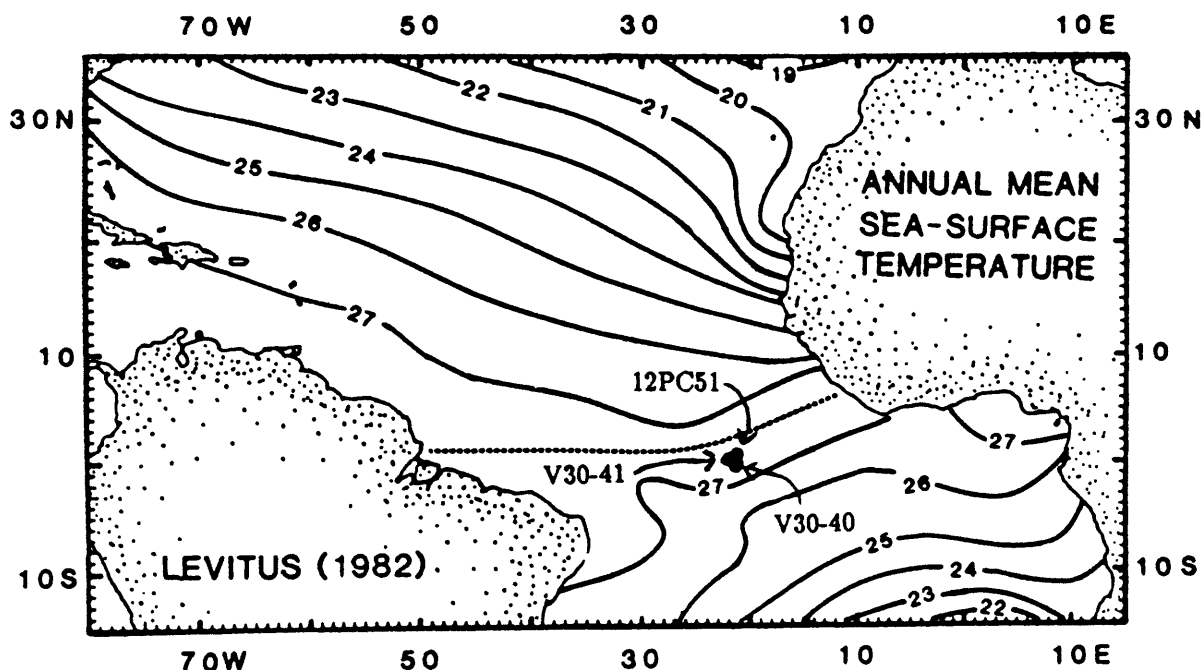 70W 50 30 10 10E
19
20
21
22
23
30N 30N
24
25
26
ANNUAL MEAN
SEA-SURFACE
TEMPERATURE
27
10 10
12PC51
27
V30-41
27
26
V30-40
25
LEVITUS (1982)
24
10S 10S
23
22
70W 50 30 10 10E